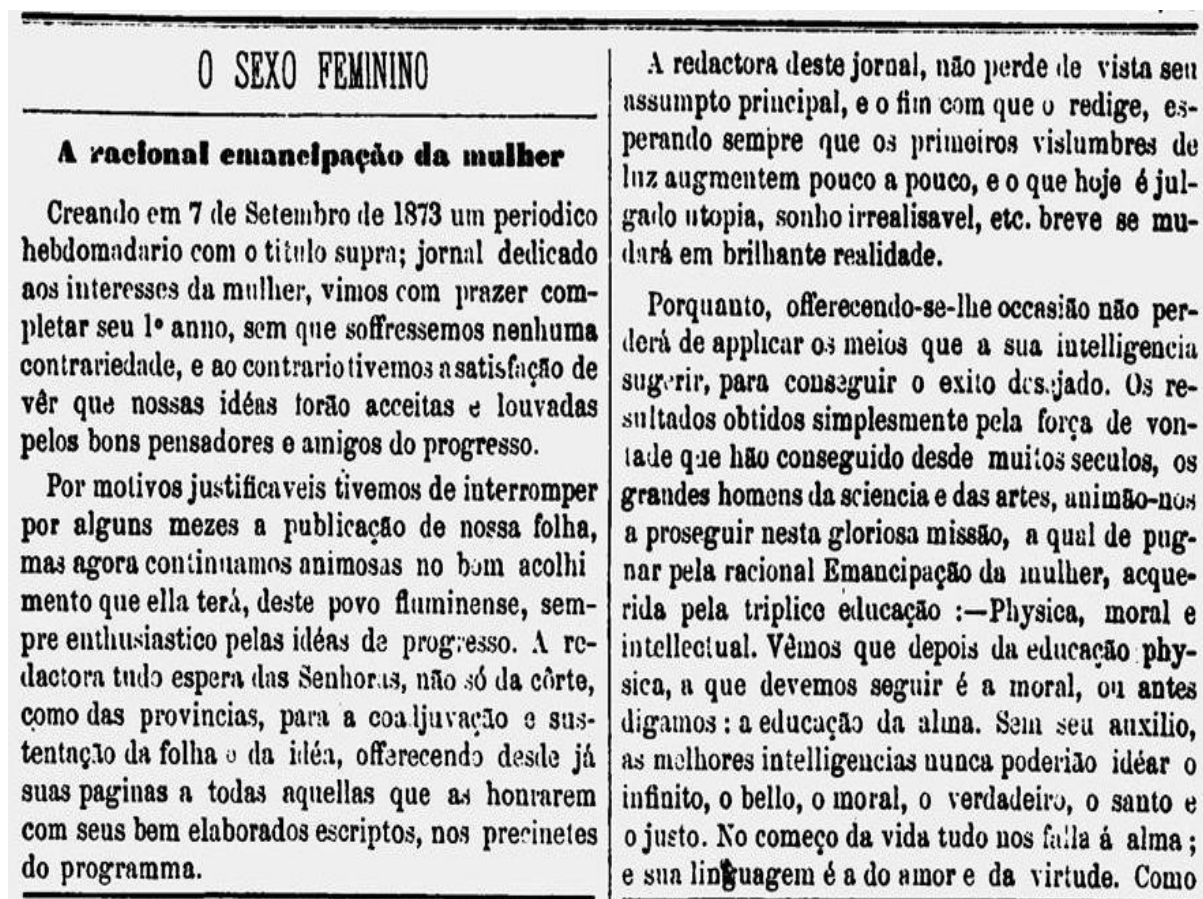 O SEXO FEMININO
A racional emancipação da mulher
Creando em 7 de Setembro de 1873 um periodico
hebdomadario com o titulo supra; jornal dedicado
aos interesses da mulher, vimos com prazer com-
pletar seu 1º anno, sem que soffressemos nenhuma
contrariedade, e ao contrario tivemos a satisfação de
vêr que nossas idéas forão acceitas e louvadas
pelos bons pensadores e amigos do progresso.
Por motivos justificaveis tivemos de interromper
por alguns mezes a publicação de nossa folha,
mas agora continuamos animosas no bom acolhi
mento que ella terá, deste povo fluminense, sem-
pre enthusiastico pelas idéas de progresso. A re-
dactora tudo espera das Senhoras, não só da côrte,
como das provincias, para a coadjuvação e sus-
tentação da folha e da idéa, offerecendo desde já
suas paginas a todas aquellas que as honrarem
com seus bem elaborados escriptos, nos precinctes
do programma.
A redactora deste jornal, não perde de vista seu
assumpto principal, e o fim com que o redige, es-
perando sempre que os primeiros vislumbres de
luz augmentem pouco a pouco, e o que hoje é jul-
gado utopia, sonho irrealisavel, etc. breve se mu-
dará em brilhante realidade.
Porquanto, offerecendo-se-lhe occasião não per-
derá de applicar os meios que a sua intelligencia
sugerir, para conseguir o exito desejado. Os re-
sultados obtidos simplesmente pela força de von-
tade que hão conseguido desde muitos seculos, os
grandes homens da sciencia e das artes, animão-nos
a proseguir nesta gloriosa missão, a qual de pug-
nar pela racional Emancipação da mulher, acque-
rida pela triplice educação :—Physica, moral e
intellectual. Vêmos que depois da educação phy-
sica, a que devemos seguir é a moral, ou antes
digamos : a educação da alma. Sem seu auxilio,
as melhores intelligencias nunca poderião idéar o
infinito, o bello, o moral, o verdadeiro, o santo e
o justo. No começo da vida tudo nos falla á alma ;
e sua linguagem é a do amor e da virtude. Como